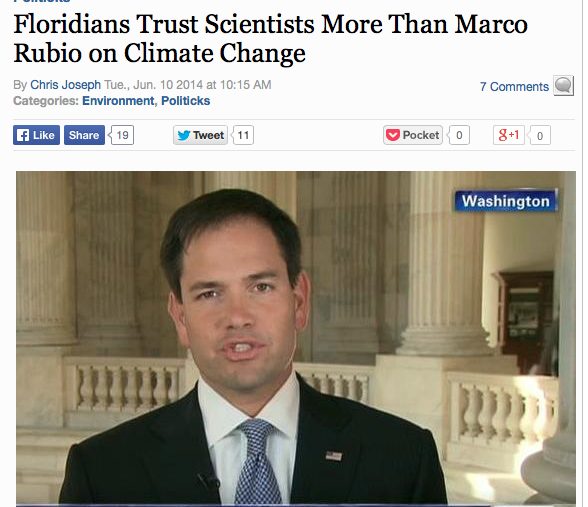 Floridians Trust Scientists More Than Marco
Rubio on Climate Change
By Chris Joseph Tue., Jun. 10 2014 at 10:15 AM
7 Comments
Categories: Environment, Politicks
Like Share 19 Tweet 11 Pocket 0 g+1 0
Washington